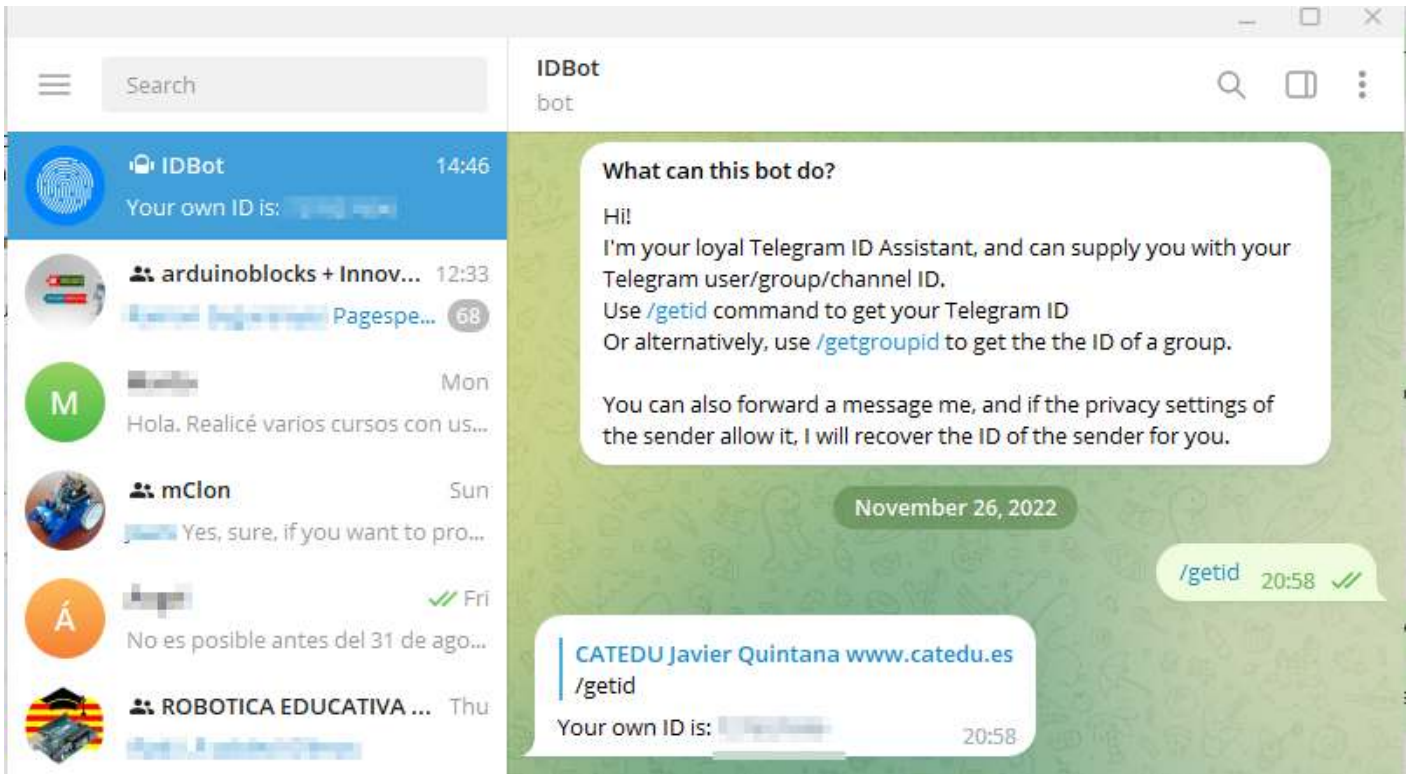 Search
IDBot
bot
IDBot 14:46
Your own ID is:
arduinoblocks + Innov... 12:33
Pagespe... 68
M
Mon
Hola. Realicé varios cursos con us...
mClon Sun
Yes, sure, if you want to pro...
Á
Fri
No es posible antes del 31 de ago...
ROBOTICA EDUCATIVA ... Thu
What can this bot do?
Hi!
I'm your loyal Telegram ID Assistant, and can supply you with your
Telegram user/group/channel ID.
Use /getid command to get your Telegram ID
Or alternatively, use /getgroupid to get the the ID of a group.
You can also forward a message me, and if the privacy settings of
the sender allow it, I will recover the ID of the sender for you.
November 26, 2022
/getid 20:58
CATEDU Javier Quintana www.catedu.es
/getid
Your own ID is:
20:58